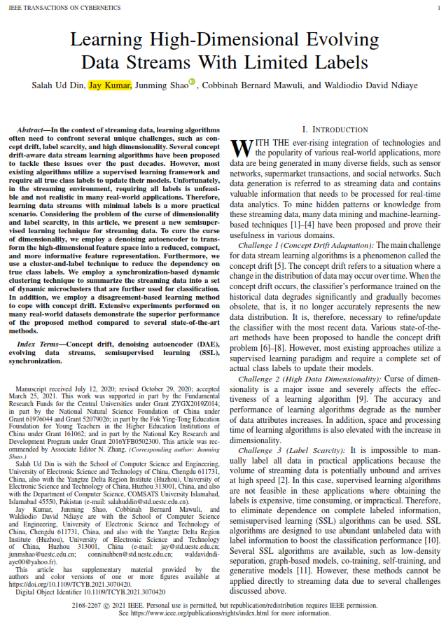 IEEE TRANSACTIONS ON CYBERNETICS
1
Learning High-Dimensional Evolving
Data Streams With Limited Labels
Salah Ud Din, Jay Kumar, Junming Shao, Cobbinah Bernard Mawuli, and Waldiodio David Ndiaye
Abstract—In the context of streaming data, learning algorithms
often need to confront several unique challenges, such as con-
cept drift, label scarcity, and high dimensionality. Several concept
drift-aware data stream learning algorithms have been proposed
to tackle these issues over the past decades. However, most
existing algorithms utilize a supervised learning framework and
require all true class labels to update their models. Unfortunately,
in the streaming environment, requiring all labels is unfeasi-
ble and not realistic in many real-world applications. Therefore,
learning data streams with minimal labels is a more practical
scenario. Considering the problem of the curse of dimensionality
and label scarcity, in this article, we present a new semisuper-
vised learning technique for streaming data. To cure the curse
of dimensionality, we employ a denoising autoencoder to trans-
form the high-dimensional feature space into a reduced, compact,
and more informative feature representation. Furthermore, we
use a cluster-and-label technique to reduce the dependency on
true class labels. We employ a synchronization-based dynamic
clustering technique to summarize the streaming data into a set
of dynamic microclusters that are further used for classification.
In addition, we employ a disagreement-based learning method
to cope with concept drift. Extensive experiments performed on
many real-world datasets demonstrate the superior performance
of the proposed method compared to several state-of-the-art
methods.
Index Terms—Concept drift, denoising autoencoder (DAE),
evolving data streams, semisupervised learning (SSL),
synchronization.
Manuscript received July 12, 2020; revised October 29, 2020; accepted
March 25, 2021. This work was supported in part by the Fundamental
Research Funds for the Central Universities under Grant ZYGX2019Z014;
in part by the National Natural Science Foundation of China under
Grant 61976044 and Grant 52079026; in part by the Fok Ying-Tong Education
Foundation for Young Teachers in the Higher Education Institutions of
China under Grant 161062; and in part by the National Key Research and
Development Program under Grant 2016YFB0502300. This article was rec-
ommended by Associate Editor N. Zhang. (Corresponding author: Junming
Shao.)
Salah Ud Din is with the School of Computer Science and Engineering,
University of Electronic Science and Technology of China, Chengdu 611731,
China, also with the Yangtze Delta Region Institute (Huzhou), University of
Electronic Science and Technology of China, Huzhou 313001, China, and also
with the Department of Computer Science, COMSATS University Islamabad,
Islamabad 45550, Pakistan (e-mail: salahuddin@std.uestc.edu.cn).
Jay Kumar, Junming Shao, Cobbinah Bernard Mawuli, and
Waldiodio David Ndiaye are with the School of Computer Science
and Engineering, University of Electronic Science and Technology of
China, Chengdu 611731, China, and also with the Yangtze Delta Region
Institute (Huzhou), University of Electronic Science and Technology of
China, Huzhou 313001, China (e-mail: jay@std.uestc.edu.cn;
junmshao@uestc.edu.cn;
This article has supplementary material provided by the
authors and color versions of one or more figures available at
https://doi.org/10.1109/TCYB.2021.3070420.
Digital Object Identifier 10.1109/TCYB.2021.3070420
I. INTRODUCTION
WITH THE ever-rising integration of technologies and
the popularity of various real-world applications, more
data are being generated in many diverse fields, such as sensor
networks, supermarket transactions, and social networks. Such
data generation is referred to as streaming data and contains
valuable information that needs to be processed for real-time
data analytics. To mine hidden patterns or knowledge from
these streaming data, many data mining and machine-learning-
based techniques [1]–[4] have been proposed and prove their
usefulness in various domains.
Challenge 1 (Concept Drift Adaptation): The main challenge
for data stream learning algorithms is a phenomenon called the
concept drift [5]. The concept drift refers to a situation where a
change in the distribution of data may occur over time. When the
concept drift occurs, the classifier's performance trained on the
historical data degrades significantly and gradually becomes
obsolete, that is, it no longer accurately represents the new
data distribution. It is, therefore, necessary to refine/update
the classifier with the most recent data. Various state-of-the-
art methods have been proposed to handle the concept drift
problem [6]–[8]. However, most existing approaches utilize a
supervised learning paradigm and require a complete set of
actual class labels to update their models.
Challenge 2 (High Data Dimensionality): Curse of dimen-
sionality is a major issue and severely affects the effec-
tiveness of a learning algorithm [9]. The accuracy and
performance of learning algorithms degrade as the number
of data attributes increases. In addition, space and processing
time of learning algorithms is also elevated with the increase in
dimensionality.
Challenge 3 (Label Scarcity): It is impossible to man-
ually label all data in practical applications because the
volume of streaming data is potentially unbound and arrives
at high speed [2]. In this case, supervised learning algorithms
are not feasible in these applications where obtaining the
labels is expensive, time consuming, or impractical. Therefore,
to eliminate dependence on complete labeled information,
semisupervised learning (SSL) algorithms can be used. SSL
algorithms are designed to use abundant unlabeled data with
label information to boost the classification performance [10].
Several SSL algorithms are available, such as low-density
separation, graph-based models, co-training, self-training, and
generative models [11]. However, these methods cannot be
applied directly to streaming data due to several challenges
discussed above.
2168-2267 © 2021 IEEE. Personal use is permitted, but republication/redistribution requires IEEE permission.
See https://www.ieee.org/publications/rights/index.html for more information.